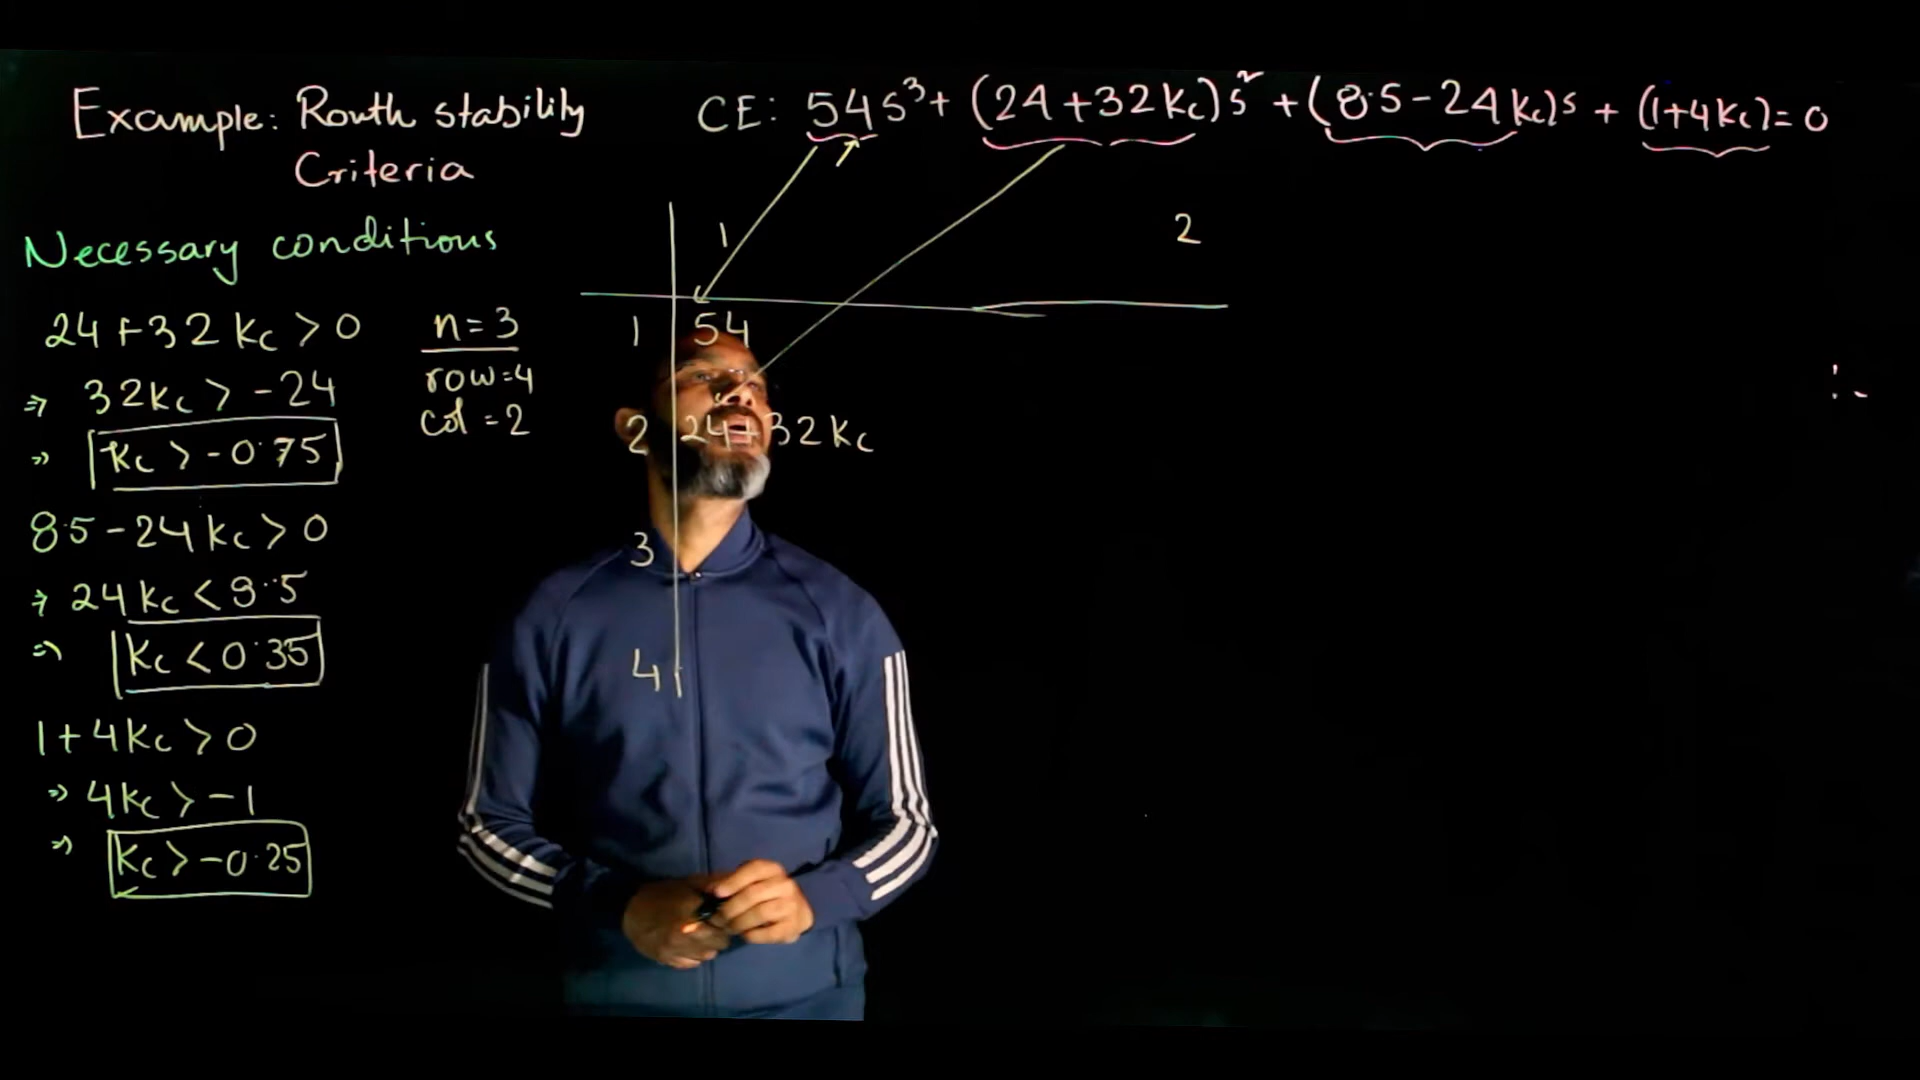 Example: Routh stability
Criteria
CE: 54s³ + (24+32Kc)s² + (8.5-24Kc)s + (1+4Kc) = 0
Necessary conditions
24+32Kc > 0
⇒ 32Kc > -24
⇒ Kc > -0.75
8.5-24Kc > 0
⇒ 24Kc < 8.5
⇒ Kc < 0.35
1+4Kc > 0
⇒ 4Kc > -1
⇒ Kc > -0.25
n=3
row=4
col=2
1 2
1 54
2 24+32Kc
3
4